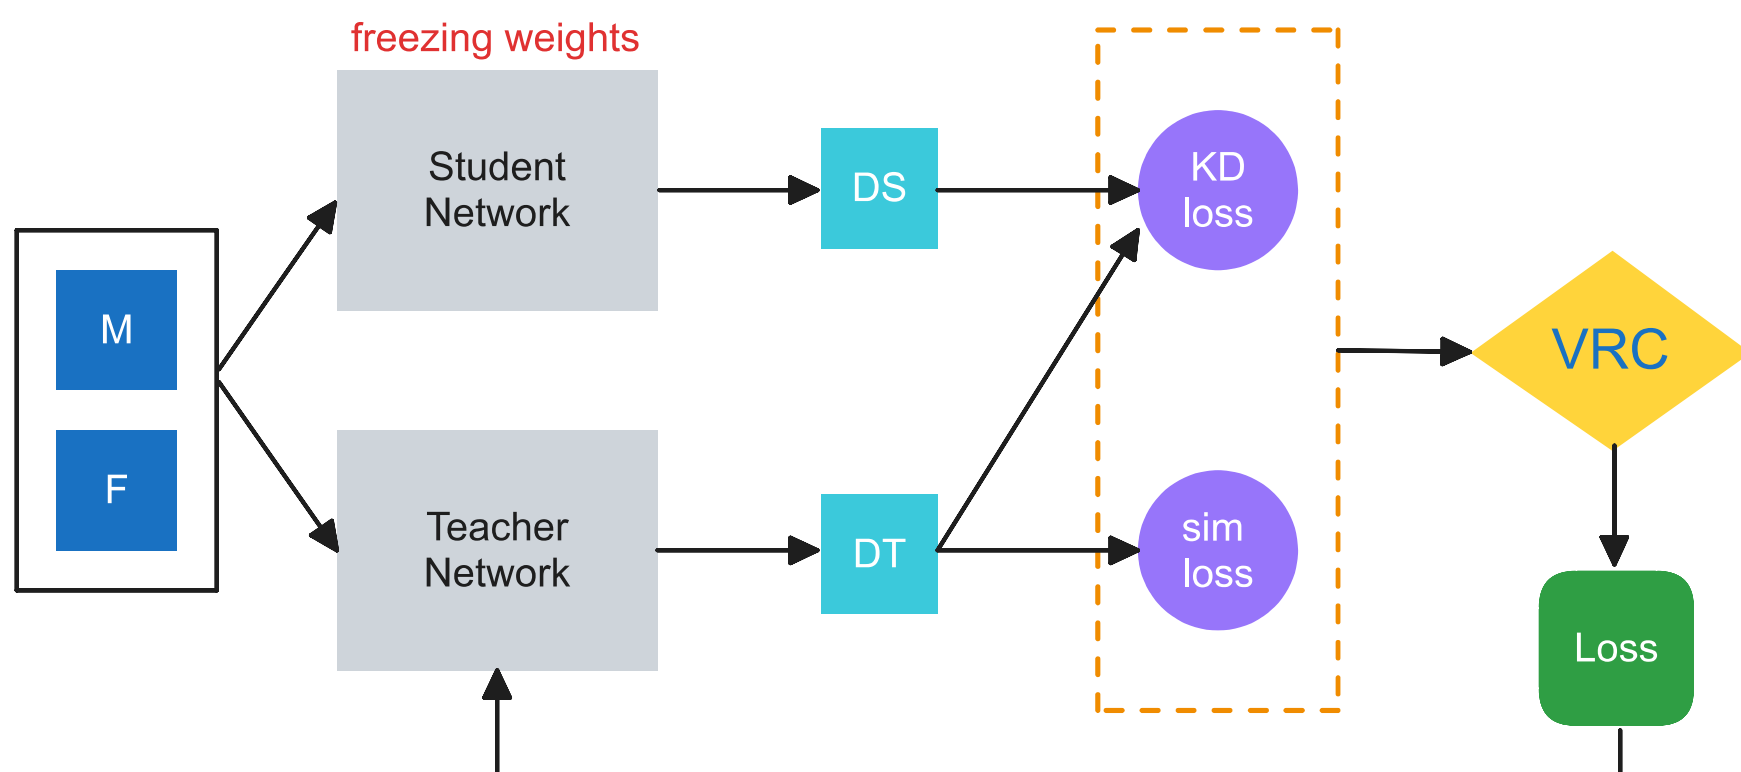 freezing weights
Student
Network
DS
KD
loss
M
VRC
F
Teacher
Network
DT
sim
loss
Loss